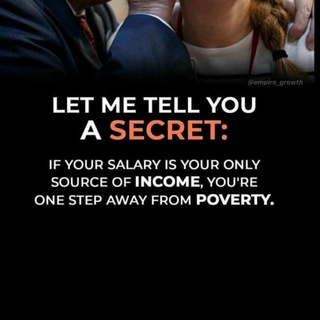 @empire_growth
LET ME TELL YOU
A SECRET:
IF YOUR SALARY IS YOUR ONLY
SOURCE OF INCOME, YOU'RE
ONE STEP AWAY FROM POVERTY.